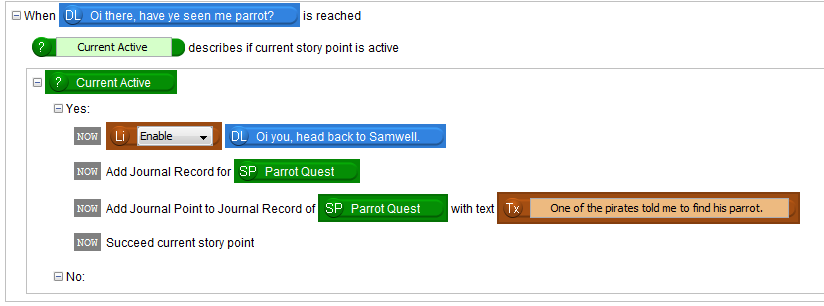 When DL Oi there, have ye seen me parrot? is reached
? Current Active describes if current story point is active
? Current Active
Yes:
NOW Li Enable DL Oi you, head back to Samwell.
NOW Add Journal Record for SP Parrot Quest
NOW Add Journal Point to Journal Record of SP Parrot Quest with text Tx One of the pirates told me to find his parrot.
NOW Succeed current story point
No: